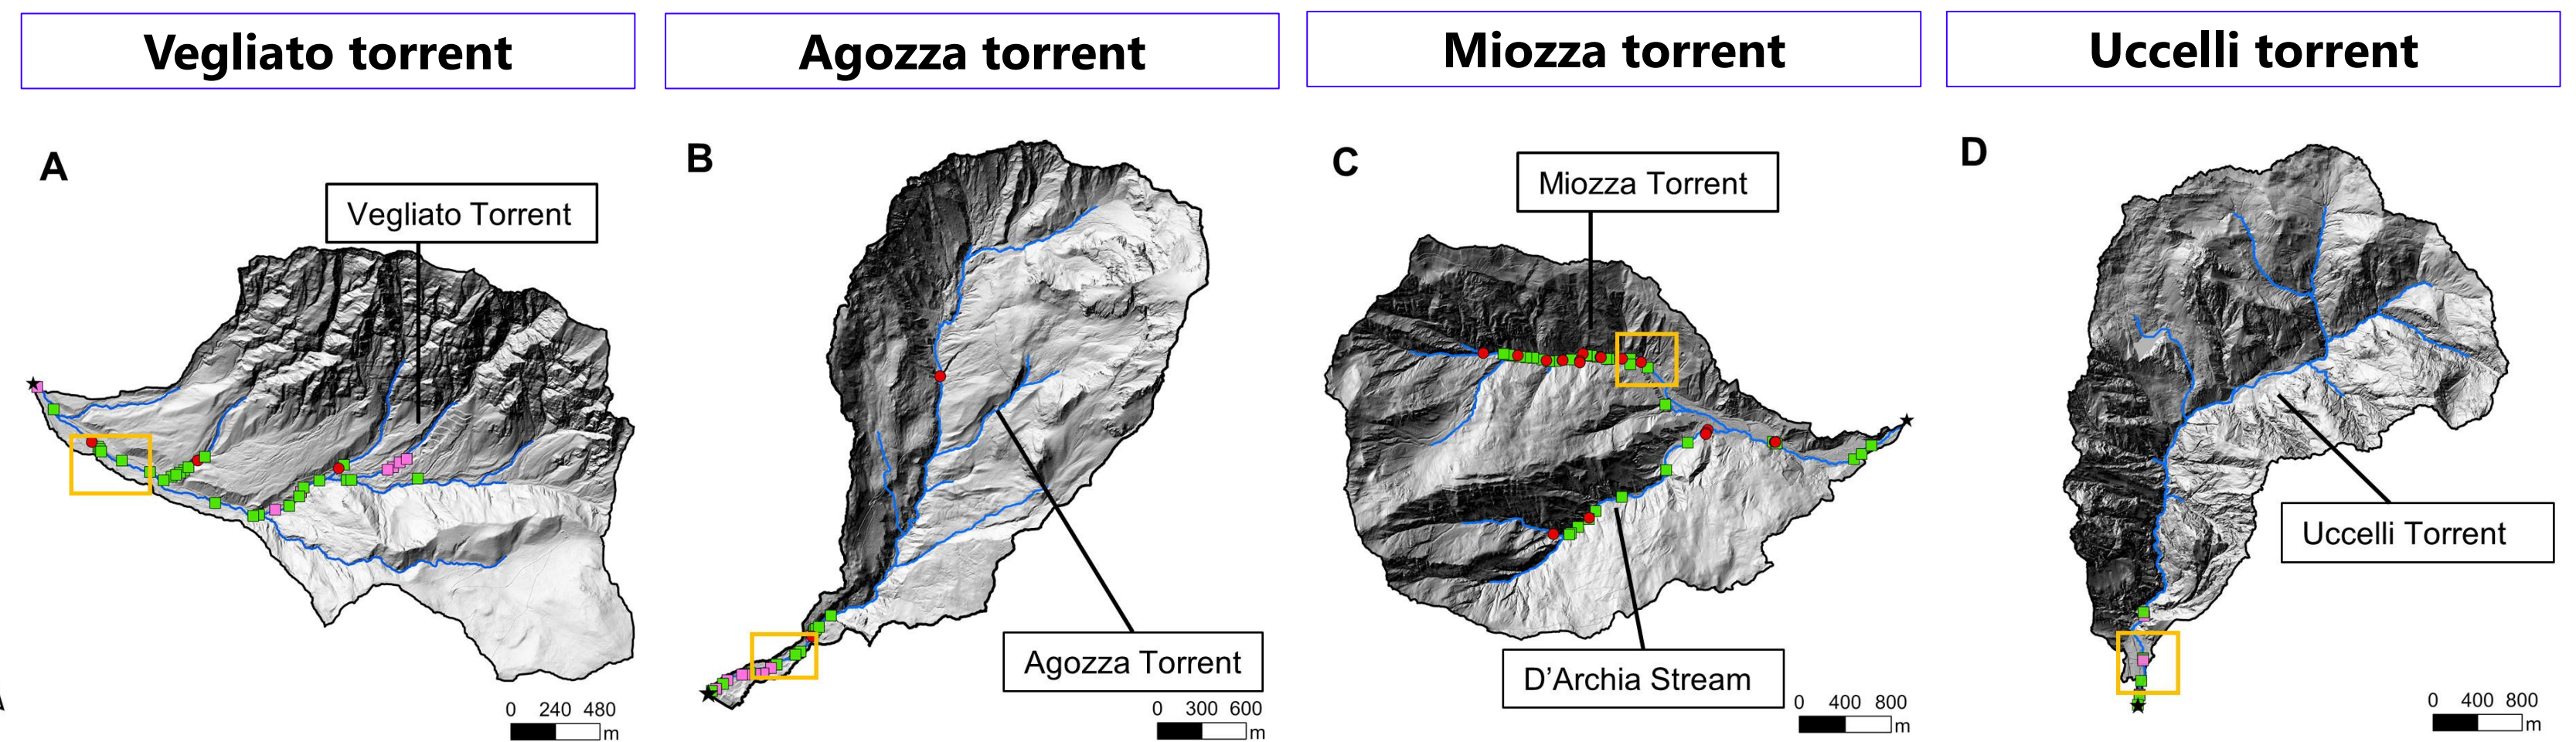 Vegliato torrent
Agozza torrent
Miozza torrent
Uccelli torrent
A
Vegliato Torrent
0 240 480
m
B
Agozza Torrent
0 300 600
m
C
Miozza Torrent
D'Archia Stream
0 400 800
m
D
Uccelli Torrent
0 400 800
m